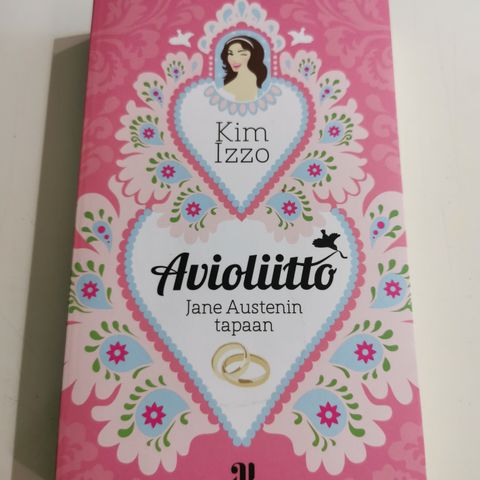 Kim
Izzo
Avioliitto
Jane Austenin
tapaan